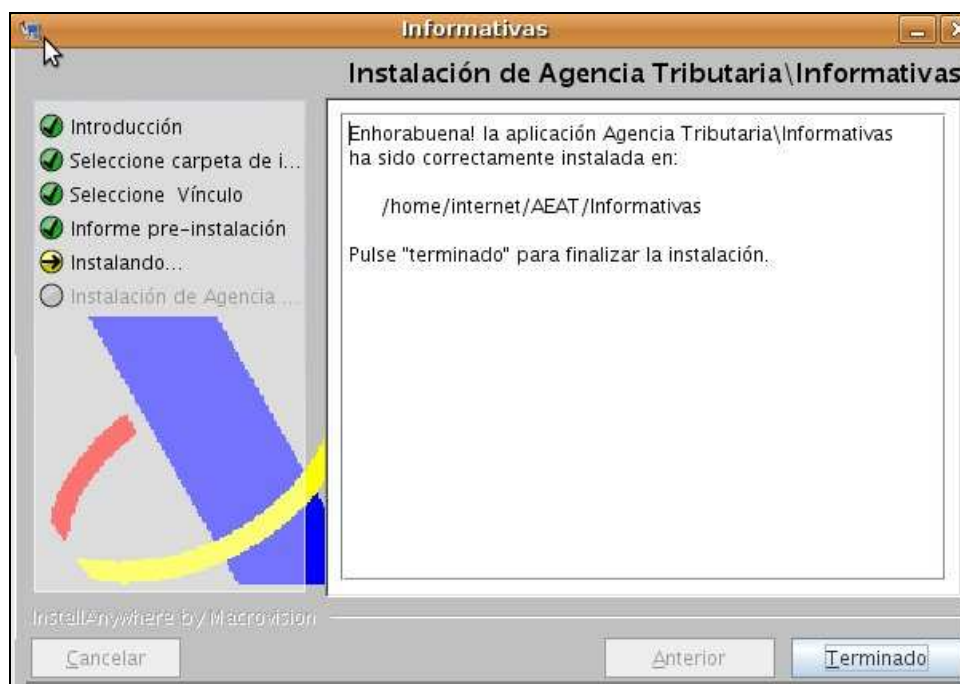 Informativas
Instalación de Agencia Tributaria\Informativas
Introducción
Seleccione carpeta de i...
Seleccione Vínculo
Informe pre-instalación
Instalando...
Instalación de Agencia ...
Enhorabuena! la aplicación Agencia Tributaria\Informativas
ha sido correctamente instalada en:
/home/internet/AEAT/Informativas
Pulse "terminado" para finalizar la instalación.
InstallAnywhere by Macrovision
Cancelar
Anterior
Terminado